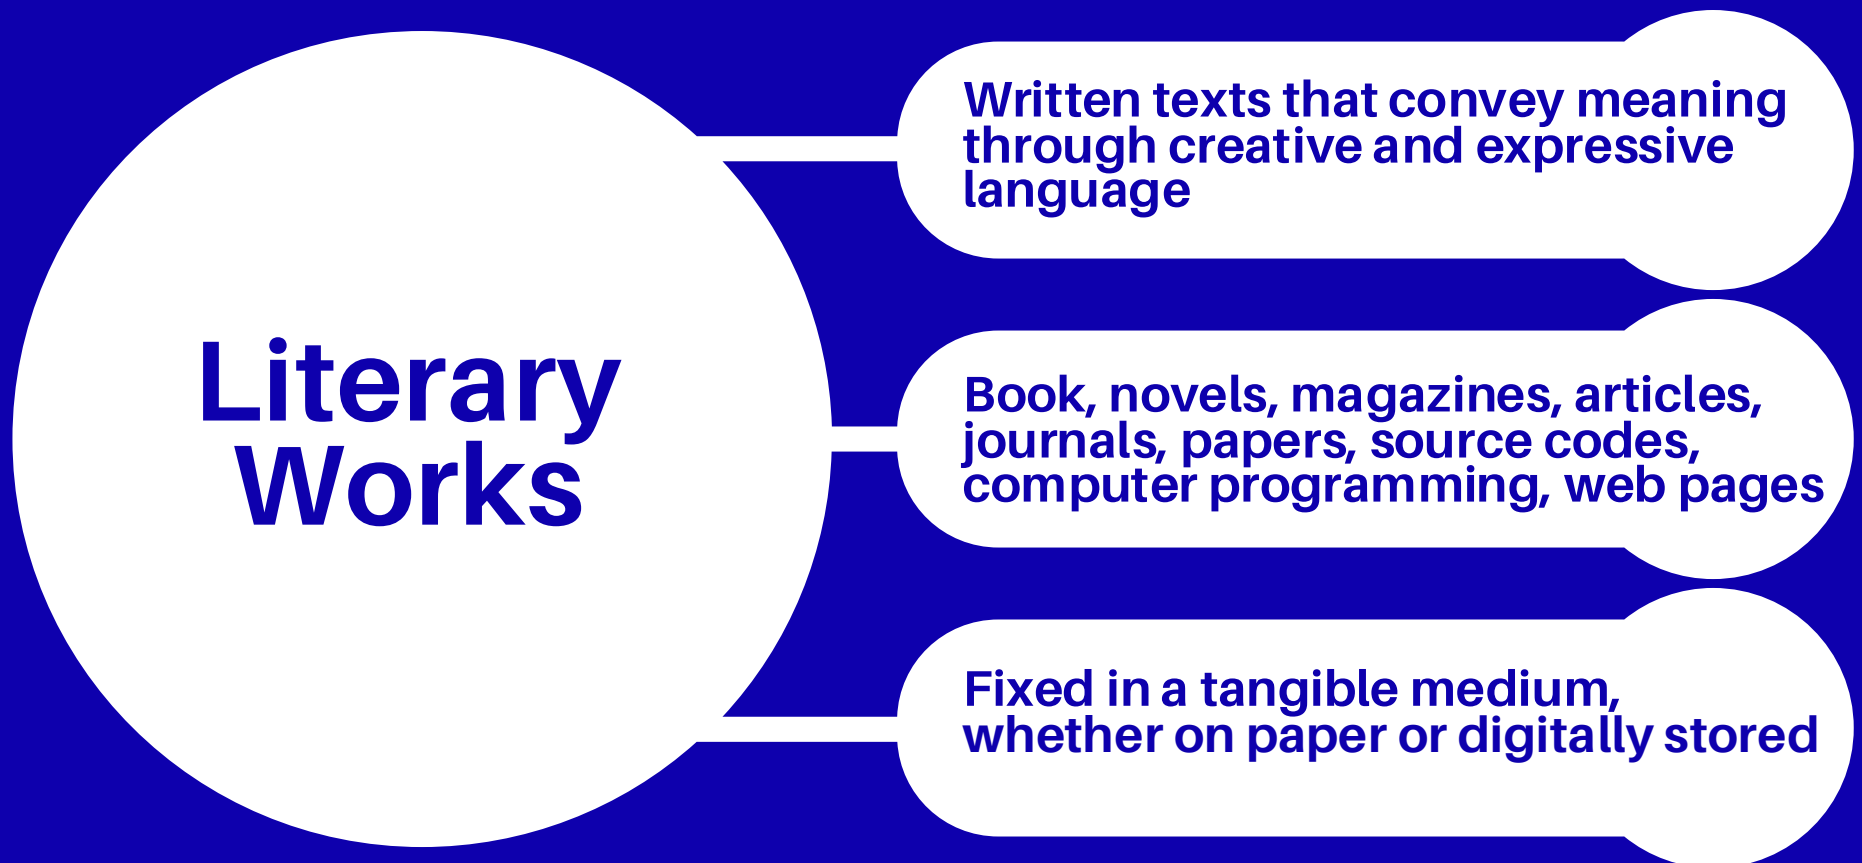 Literary
Works
Written texts that convey meaning
through creative and expressive
language
Book, novels, magazines, articles,
journals, papers, source codes,
computer programming, web pages
Fixed in a tangible medium,
whether on paper or digitally stored